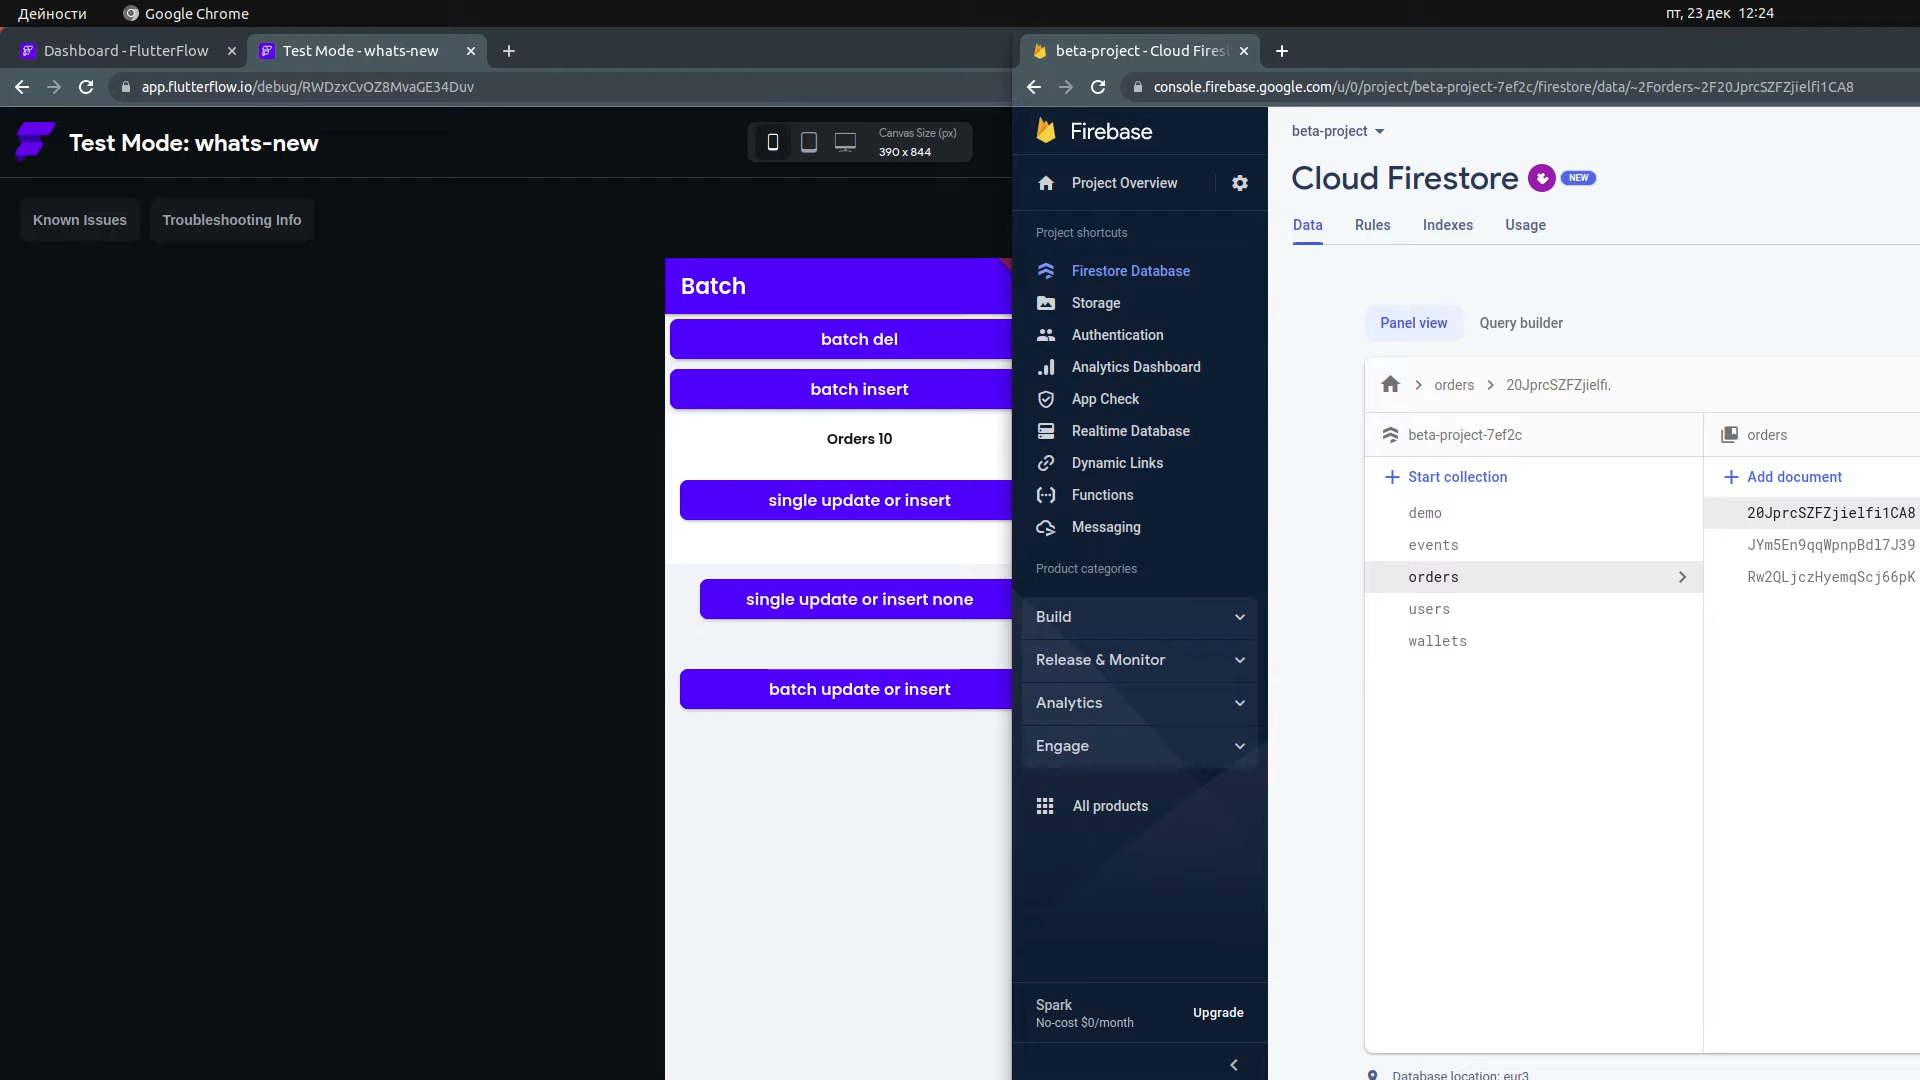 Дейности
Google Chrome
пт, 23 дек 12:24
Dashboard - FlutterFlow
Test Mode - whats-new
app.flutterflow.io/debug/RWDzxCvOZ8MvaGE34Duv
Test Mode: whats-new
Canvas Size (px)
390 x 844
Known Issues
Troubleshooting Info
Batch
batch del
batch insert
Orders 10
single update or insert
single update or insert none
batch update or insert
beta-project - Cloud Firest
console.firebase.google.com/u/0/project/beta-project-7ef2c/firestore/data/~2Forders~2F20JprcSZFZjielfi1CA8
Firebase
Project Overview
Project shortcuts
Firestore Database
Storage
Authentication
Analytics Dashboard
App Check
Realtime Database
Dynamic Links
Functions
Messaging
Product categories
Build
Release & Monitor
Analytics
Engage
All products
Spark
No-cost $0/month
Upgrade
beta-project
Cloud Firestore
NEW
Data
Rules
Indexes
Usage
Panel view
Query builder
orders
20JprcSZFZjielfi.
beta-project-7ef2c
Start collection
demo
events
orders
users
wallets
orders
Add document
20JprcSZFZjielfi1CA8
JYm5En9qqWpnpBdl7J39
Rw2QLjczHyemqScj66pK
Database location: eur3